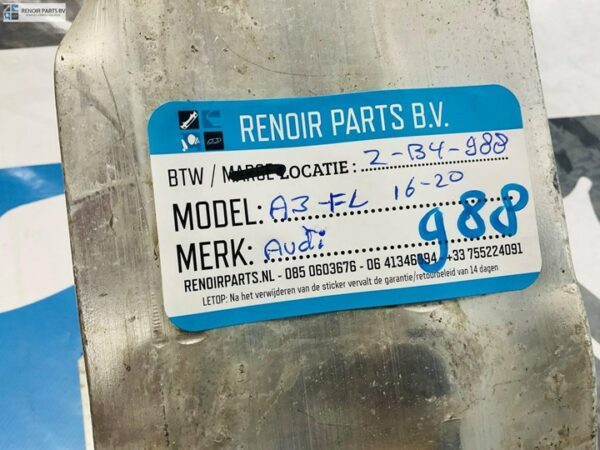 RENOIR PARTS BV
RENOIR PARTS B.V.
BTW / MARGE LOCATIE: 2-B4-988
MODEL: A3-FL 16-20
MERK: Audi 988
RENOIRPARTS.NL - 085 0603676 - 06 41346094 - +33 755224091
LETOP: Na het verwijderen van de sticker vervalt de garantie/retourbeleid van 14 dagen